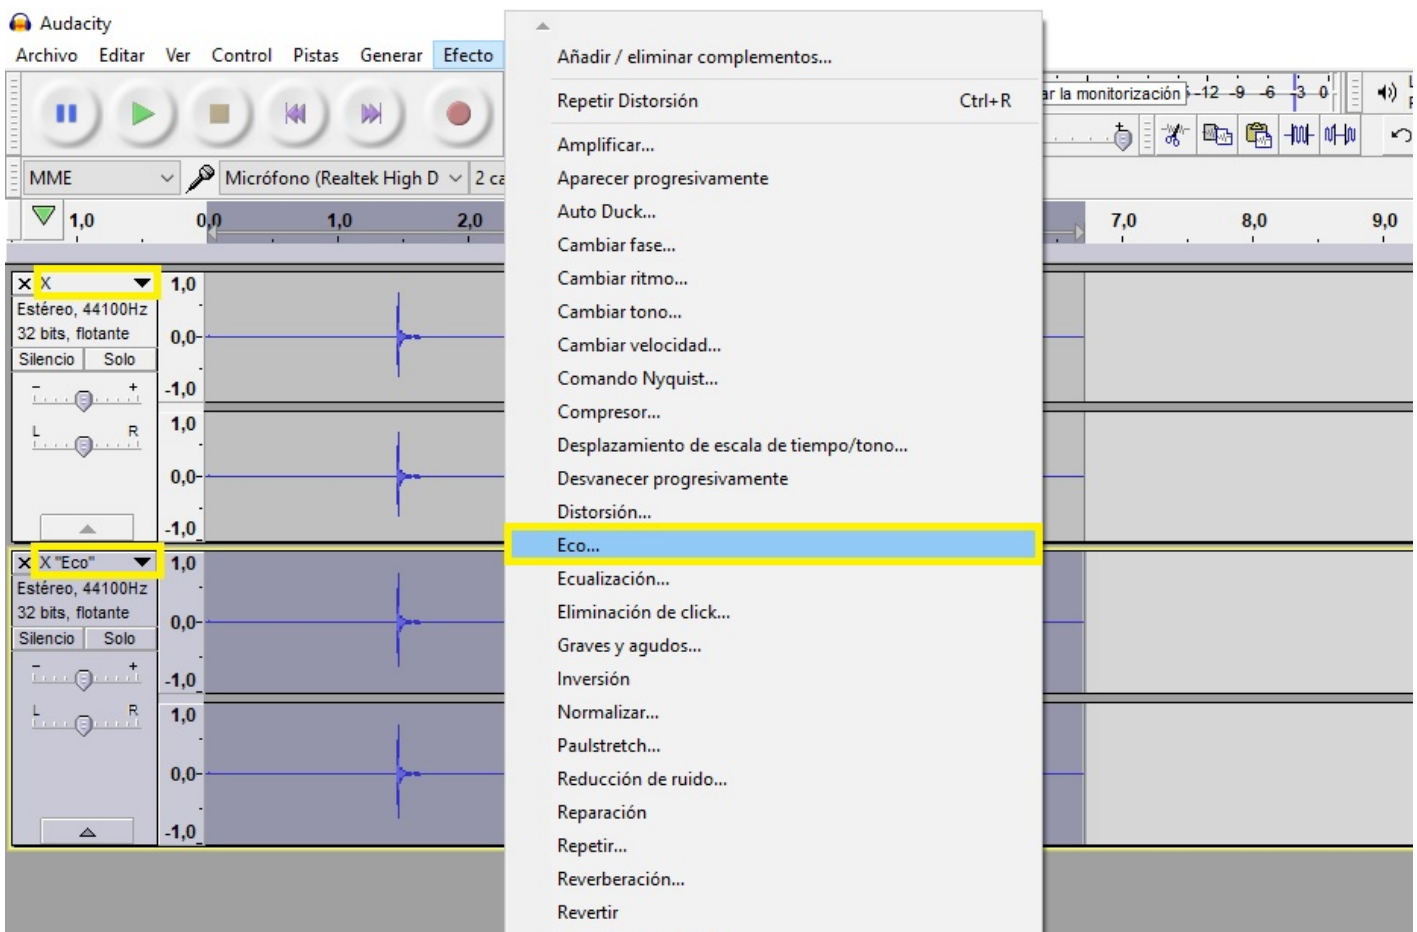 Audacity
Archivo Editar Ver Control Pistas Generar Efecto
Añadir / eliminar complementos...
Repetir Distorsión Ctrl+R
ar la monitorización -12 -9 -6 -3 0
Amplificar...
MME Micrófono (Realtek High D 2 ca
Aparecer progresivamente
Auto Duck...
1,0 0,0 1,0 2,0 7,0 8,0 9,0
Cambiar fase...
Cambiar ritmo...
Cambiar tono...
Cambiar velocidad...
Comando Nyquist...
Compresor...
Desplazamiento de escala de tiempo/tono...
Desvanecer progresivamente
Distorsión...
Eco...
Ecualización...
Eliminación de click...
Graves y agudos...
Inversión
Normalizar...
Paulstretch...
Reducción de ruido...
Reparación
Repetir...
Reverberación...
Revertir
X X 1,0
Estéreo, 44100Hz
32 bits, flotante 0,0-
Silencio Solo
- + -1,0
L R 1,0
0,0-
-1,0
X X "Eco" 1,0
Estéreo, 44100Hz
32 bits, flotante 0,0-
Silencio Solo
- + -1,0
L R 1,0
0,0-
-1,0